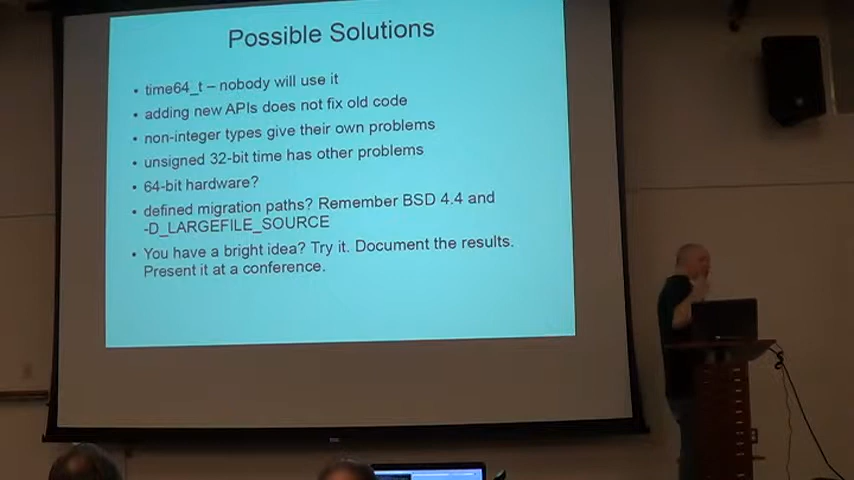 Possible Solutions
• time64_t – nobody will use it
• adding new APIs does not fix old code
• non-integer types give their own problems
• unsigned 32-bit time has other problems
• 64-bit hardware?
• defined migration paths? Remember BSD 4.4 and
-D_LARGEFILE_SOURCE
• You have a bright idea? Try it. Document the results.
Present it at a conference.